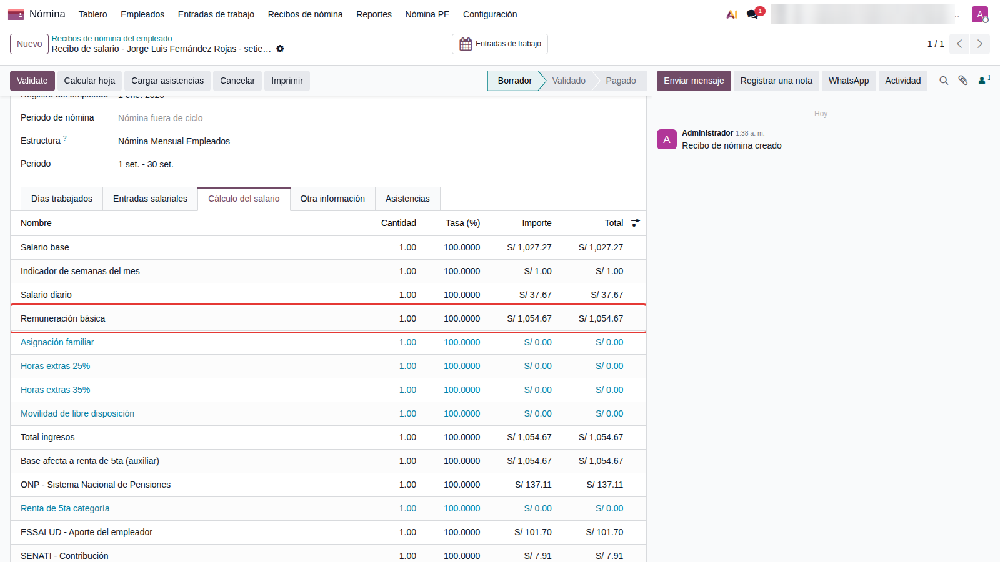 Nómina Tablero Empleados Entradas de trabajo Recibos de nómina Reportes Nómina PE Configuración AI 1 .. A
Nuevo Recibos de nómina del empleado
Recibo de salario - Jorge Luis Fernández Rojas - setie… Entradas de trabajo 1 / 1
Validate Calcular hoja Cargar asistencias Cancelar Imprimir Borrador Validado Pagado Enviar mensaje Registrar una nota WhatsApp Actividad 1
Registro del empleado 1 ene. 2025
Periodo de nómina Nómina fuera de ciclo
Estructura ? Nómina Mensual Empleados
Periodo 1 set. - 30 set.
Hoy
A Administrador 1:38 a. m.
Recibo de nómina creado
Días trabajados Entradas salariales Cálculo del salario Otra información Asistencias
Nombre Cantidad Tasa (%) Importe Total
Salario base 1.00 100.0000 S/ 1,027.27 S/ 1,027.27
Indicador de semanas del mes 1.00 100.0000 S/ 1.00 S/ 1.00
Salario diario 1.00 100.0000 S/ 37.67 S/ 37.67
Remuneración básica 1.00 100.0000 S/ 1,054.67 S/ 1,054.67
Asignación familiar 1.00 100.0000 S/ 0.00 S/ 0.00
Horas extras 25% 1.00 100.0000 S/ 0.00 S/ 0.00
Horas extras 35% 1.00 100.0000 S/ 0.00 S/ 0.00
Movilidad de libre disposición 1.00 100.0000 S/ 0.00 S/ 0.00
Total ingresos 1.00 100.0000 S/ 1,054.67 S/ 1,054.67
Base afecta a renta de 5ta (auxiliar) 1.00 100.0000 S/ 1,054.67 S/ 1,054.67
ONP - Sistema Nacional de Pensiones 1.00 100.0000 S/ 137.11 S/ 137.11
Renta de 5ta categoría 1.00 100.0000 S/ 0.00 S/ 0.00
ESSALUD - Aporte del empleador 1.00 100.0000 S/ 101.70 S/ 101.70
SENATI - Contribución 1.00 100.0000 S/ 7.91 S/ 7.91